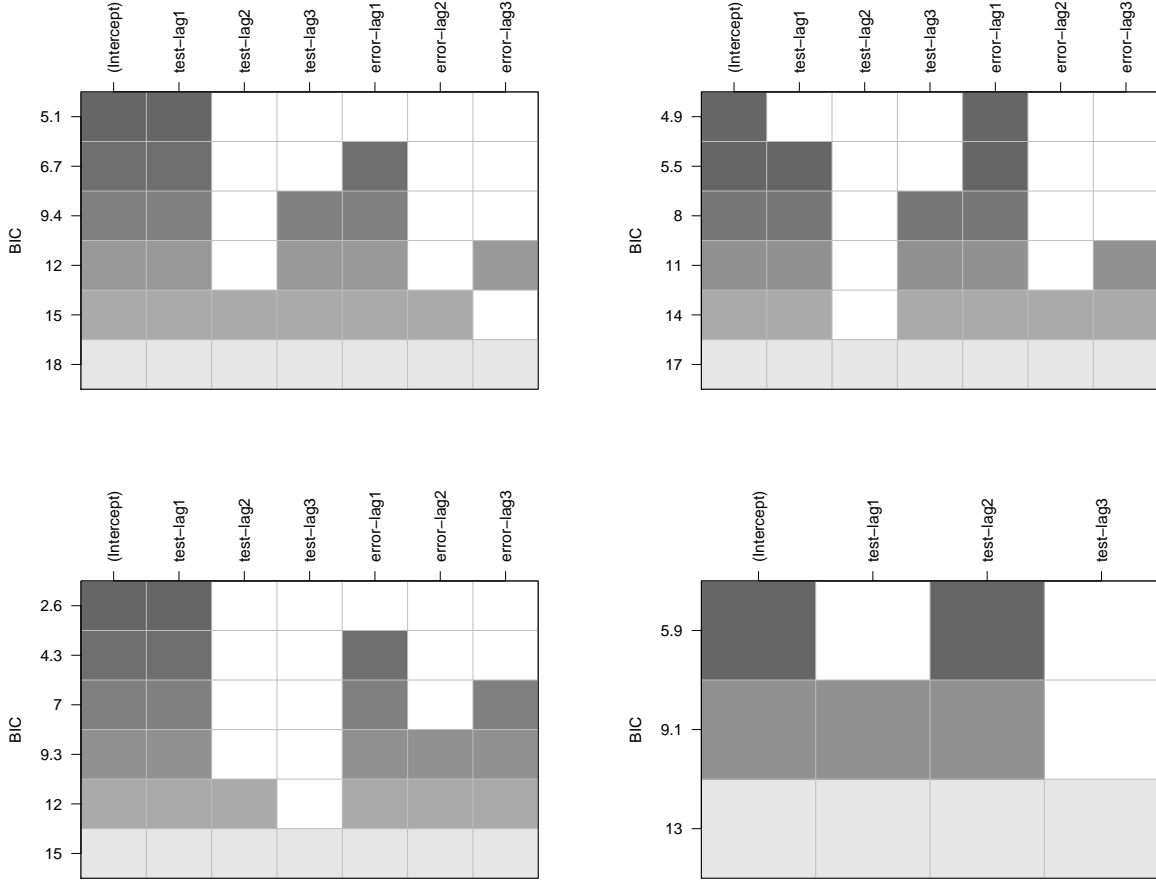 (Intercept)
test−lag1
test−lag2
test−lag3
error−lag1
error−lag2
error−lag3
BIC
5.1
6.7
9.4
12
15
18
(Intercept)
test−lag1
test−lag2
test−lag3
error−lag1
error−lag2
error−lag3
BIC
4.9
5.5
8
11
14
17
(Intercept)
test−lag1
test−lag2
test−lag3
error−lag1
error−lag2
error−lag3
BIC
2.6
4.3
7
9.3
12
15
(Intercept)
test−lag1
test−lag2
test−lag3
BIC
5.9
9.1
13